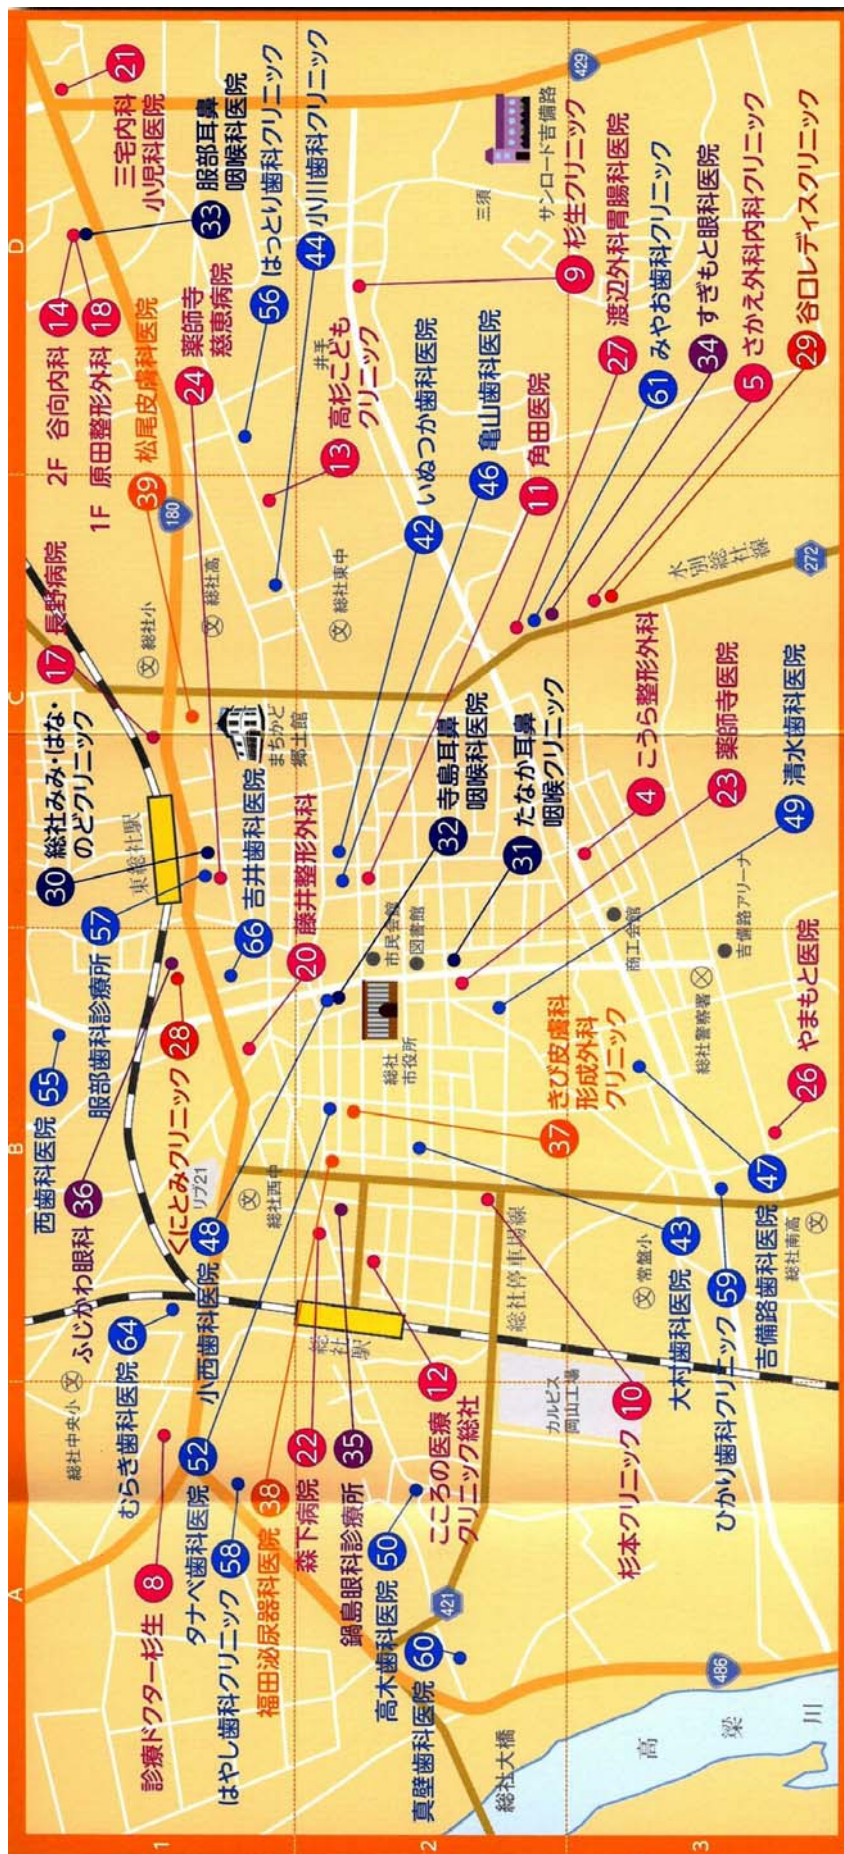 A
B
C
D
1
2
3
診療ドクター杉生
8
総社中央小
文
むらき歯科医院
64
タナベ歯科医院
52
はやし歯科クリニック
58
福田泌尿器科医院
38
森下病院
22
鍋島眼科診療所
35
高木歯科医院
50
真壁歯科医院
60
421
総社大橋
486
高梁川
こころの医療
クリニック総社
12
杉本クリニック
10
カルピス
岡山工場
総社駅
総社停車場線
西歯科医院
55
ふじかわ眼科
36
くにとみクリニック
28
リブ21
小西歯科医院
48
総社西中
文
服部歯科診療所
57
30
総社みみ・はな・
のどクリニック
東総社駅
66
吉井歯科医院
20
藤井整形外科
総社
市役所
市民会館
図書館
37
きび皮膚科
形成外科
クリニック
大村歯科医院
43
文
常盤小
ひかり歯科クリニック
59
吉備路歯科医院
47
総社南高
文
26
やまもと医院
総社警察署
商工会館
吉備路アリーナ
32
寺島耳鼻
咽喉科医院
31
たなか耳鼻
咽喉クリニック
4
こうら整形外科
23
薬師寺医院
49
清水歯科医院
17
長野病院
文
総社小
文
総社高
文
総社東中
まちかど
郷土館
39
松尾皮膚科医院
180
24
薬師寺
慈恵病院
2F 谷向内科
14
1F 原田整形外科
18
三宅内科
小児科医院
21
33
服部耳鼻
咽喉科医院
56
はっとり歯科クリニック
44
小川歯科クリニック
井手
13
高杉こども
クリニック
42
いぬつか歯科医院
46
亀山歯科医院
11
角田医院
9
杉生クリニック
27
渡辺外科胃腸科医院
61
みやお歯科クリニック
34
すぎもと眼科医院
5
さかえ外科内科クリニック
29
谷口レディスクリニック
三須
サンロード吉備路
429
水別総社線
272